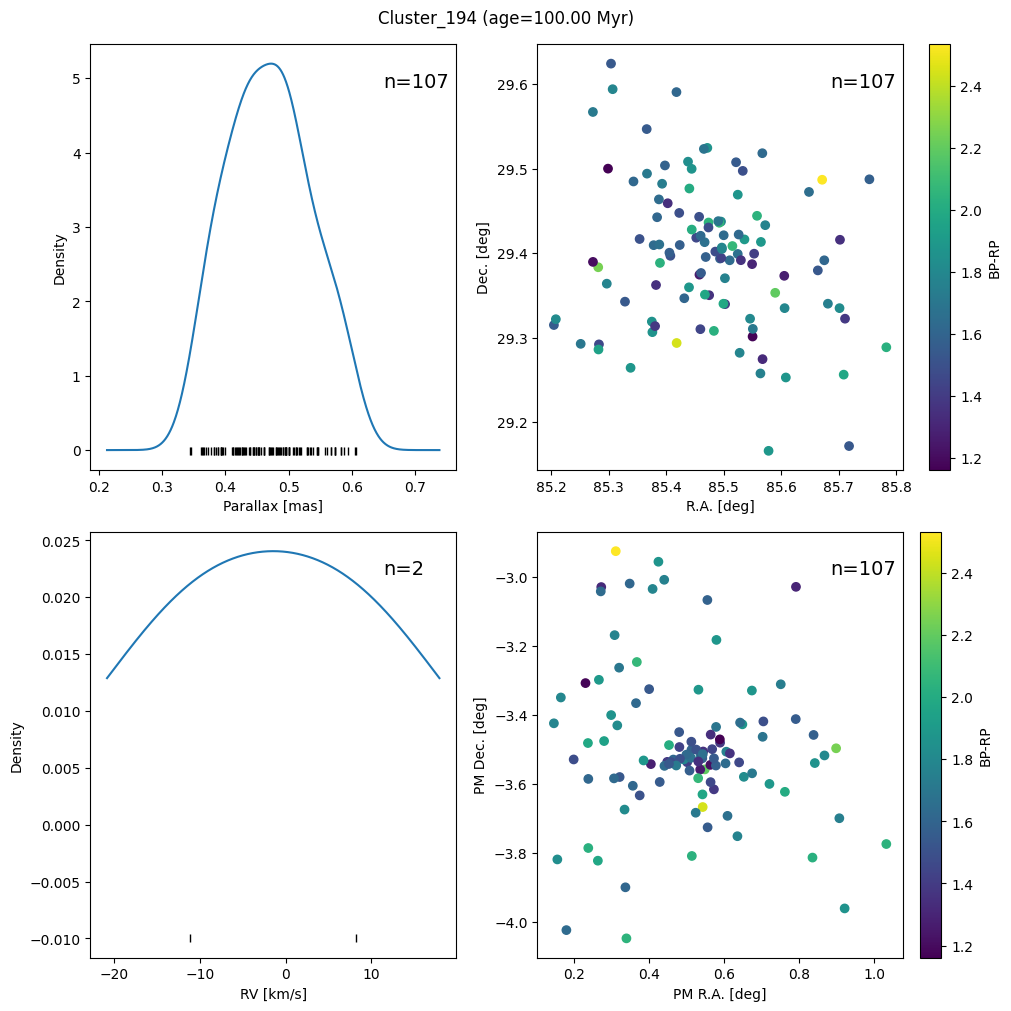 Cluster_194 (age=100.00 Myr)
n=107
5
4
3
2
1
0
Density
0.2 0.3 0.4 0.5 0.6 0.7
Parallax [mas]
n=107
29.6
29.5
29.4
29.3
29.2
Dec. [deg]
85.2 85.3 85.4 85.5 85.6 85.7 85.8
R.A. [deg]
2.4
2.2
2.0
1.8
1.6
1.4
1.2
BP-RP
n=2
0.025
0.020
0.015
0.010
0.005
0.000
−0.005
−0.010
Density
−20 −10 0 10
RV [km/s]
n=107
−3.0
−3.2
−3.4
−3.6
−3.8
−4.0
PM Dec. [deg]
0.2 0.4 0.6 0.8 1.0
PM R.A. [deg]
2.4
2.2
2.0
1.8
1.6
1.4
1.2
BP-RP